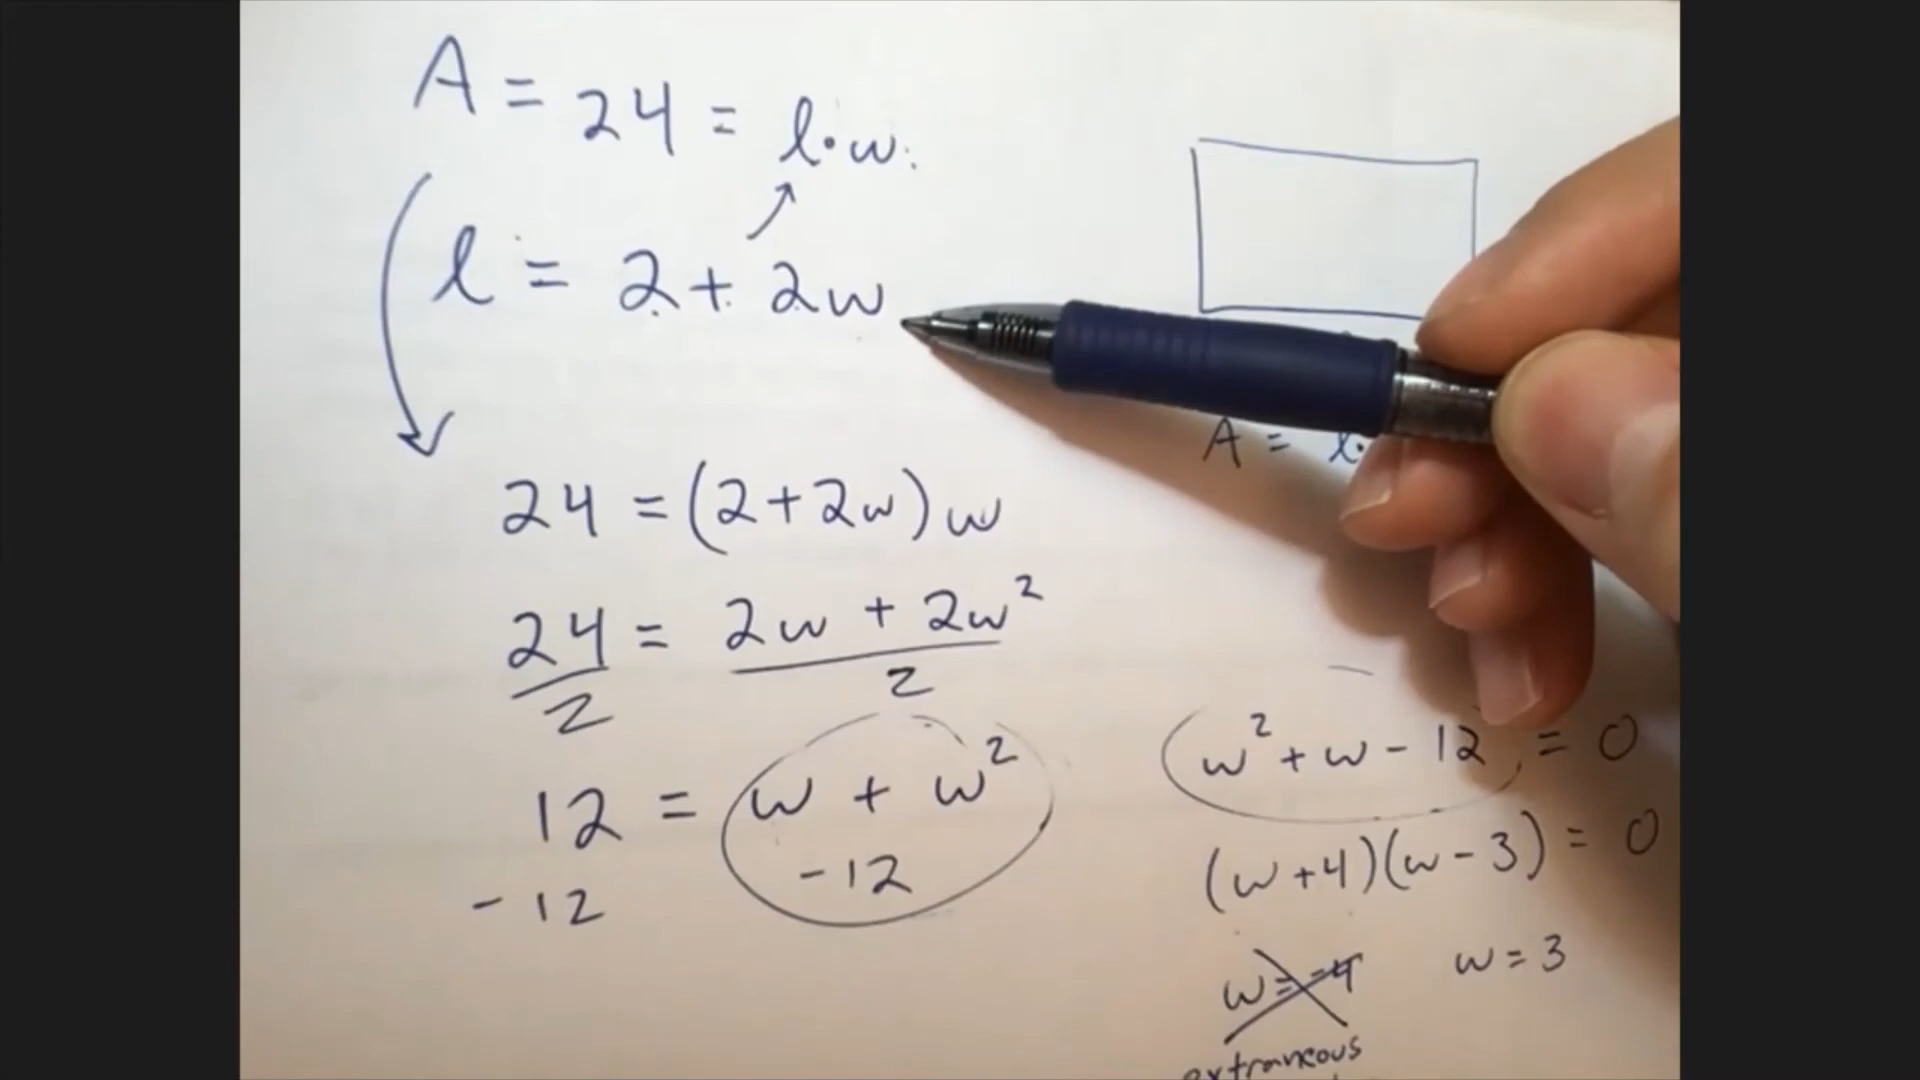 A = 24 = l·w.
l = 2 + 2w
24 = (2+2w)w
24 = 2w + 2w²
2 2
12 = w + w²
-12 -12
A = l·
w² + w - 12 = 0
(w+4)(w-3) = 0
w = -4 w = 3
extraneous